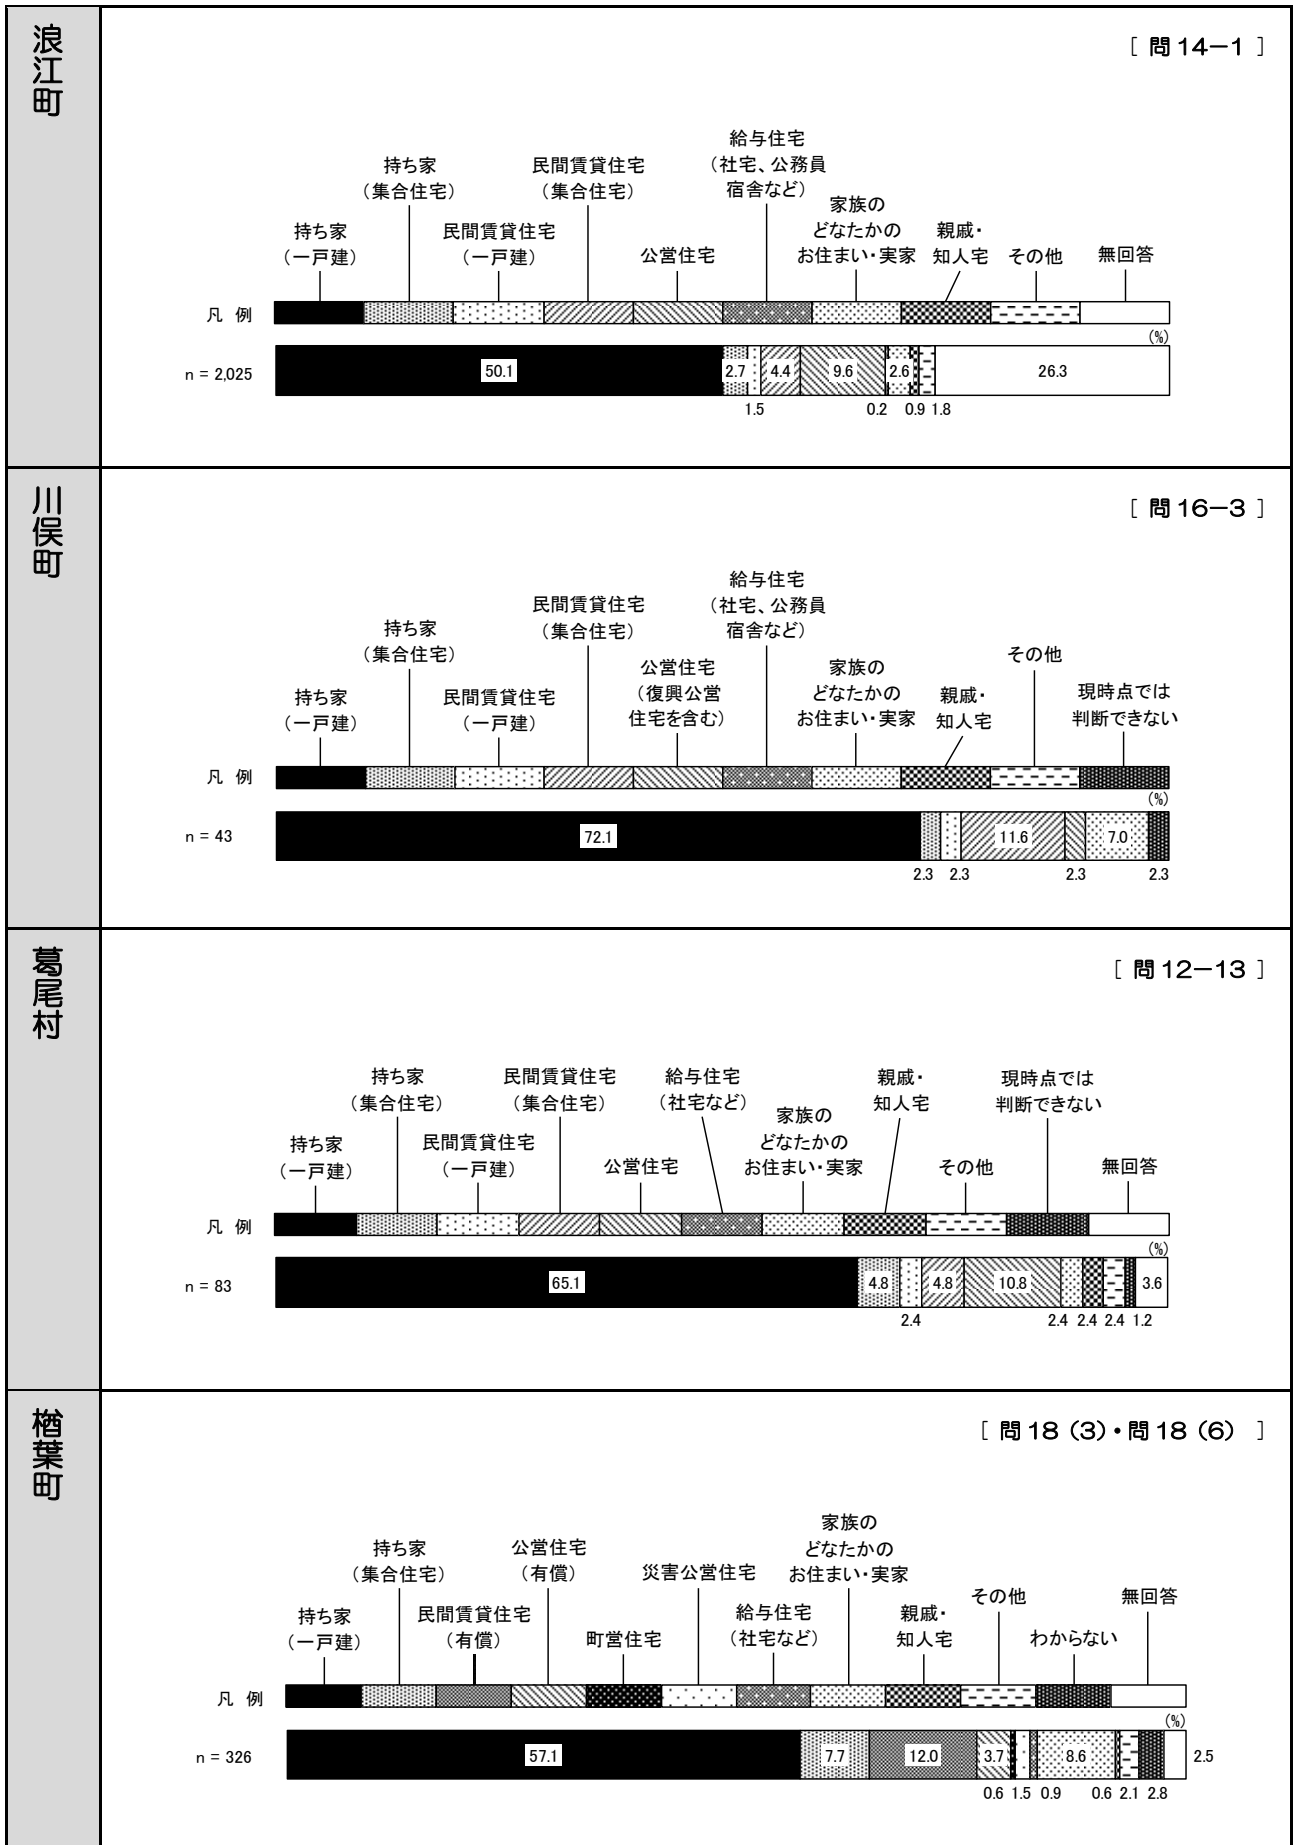 浪江町
［ 問14－1 ］
持ち家
（一戸建）
持ち家
（集合住宅）
民間賃貸住宅
（一戸建）
民間賃貸住宅
（集合住宅）
公営住宅
給与住宅
（社宅、公務員
宿舎など）
家族の
どなたかの
お住まい・実家
親戚・
知人宅
その他
無回答
凡 例
(%)
n = 2,025
50.1
2.7
1.5
4.4
9.6
0.2
2.6
0.9
1.8
26.3
川俣町
［ 問16－3 ］
持ち家
（一戸建）
持ち家
（集合住宅）
民間賃貸住宅
（一戸建）
民間賃貸住宅
（集合住宅）
公営住宅
（復興公営
住宅を含む）
給与住宅
（社宅、公務員
宿舎など）
家族の
どなたかの
お住まい・実家
親戚・
知人宅
その他
現時点では
判断できない
凡 例
(%)
n = 43
72.1
2.3
2.3
11.6
2.3
7.0
2.3
葛尾村
［ 問12－13 ］
持ち家
（一戸建）
持ち家
（集合住宅）
民間賃貸住宅
（一戸建）
民間賃貸住宅
（集合住宅）
公営住宅
給与住宅
（社宅など）
家族の
どなたかの
お住まい・実家
親戚・
知人宅
その他
現時点では
判断できない
無回答
凡 例
(%)
n = 83
65.1
4.8
2.4
4.8
10.8
2.4
2.4
2.4
1.2
3.6
楢葉町
［ 問18（3）・問18（6） ］
持ち家
（一戸建）
持ち家
（集合住宅）
民間賃貸住宅
（有償）
公営住宅
（有償）
町営住宅
災害公営住宅
給与住宅
（社宅など）
家族の
どなたかの
お住まい・実家
親戚・
知人宅
その他
わからない
無回答
凡 例
(%)
n = 326
57.1
7.7
12.0
3.7
0.6
1.5
0.9
8.6
0.6
2.1
2.8
2.5